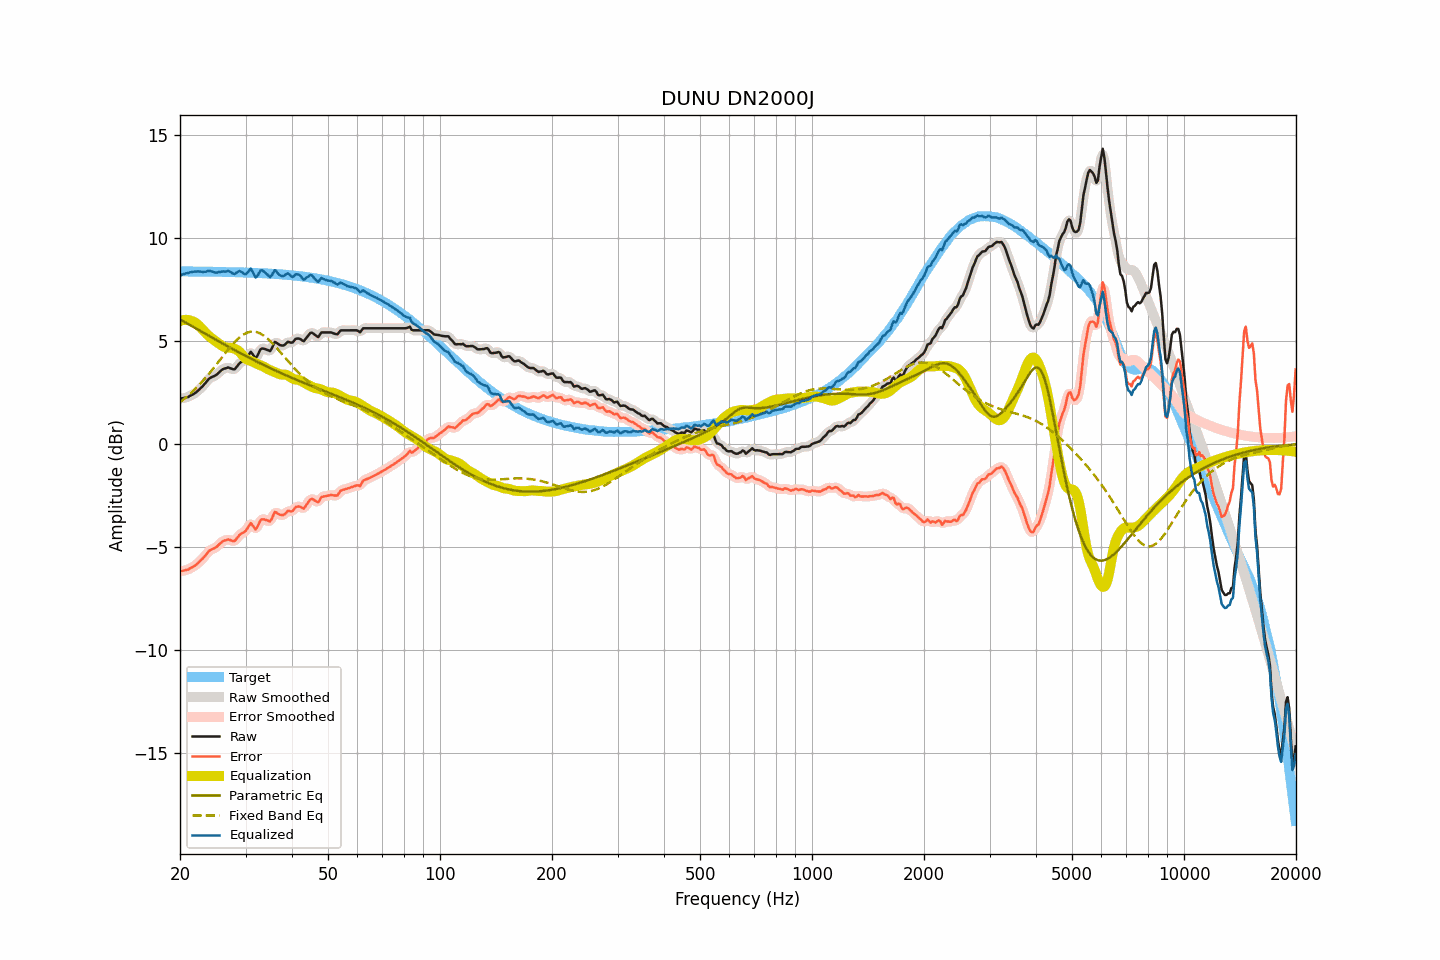 DUNU DN2000J
15
10
5
0
−5
−10
−15
Amplitude (dBr)
Target
Raw Smoothed
Error Smoothed
Raw
Error
Equalization
Parametric Eq
Fixed Band Eq
Equalized
20 50 100 200 500 1000 2000 5000 10000 20000
Frequency (Hz)